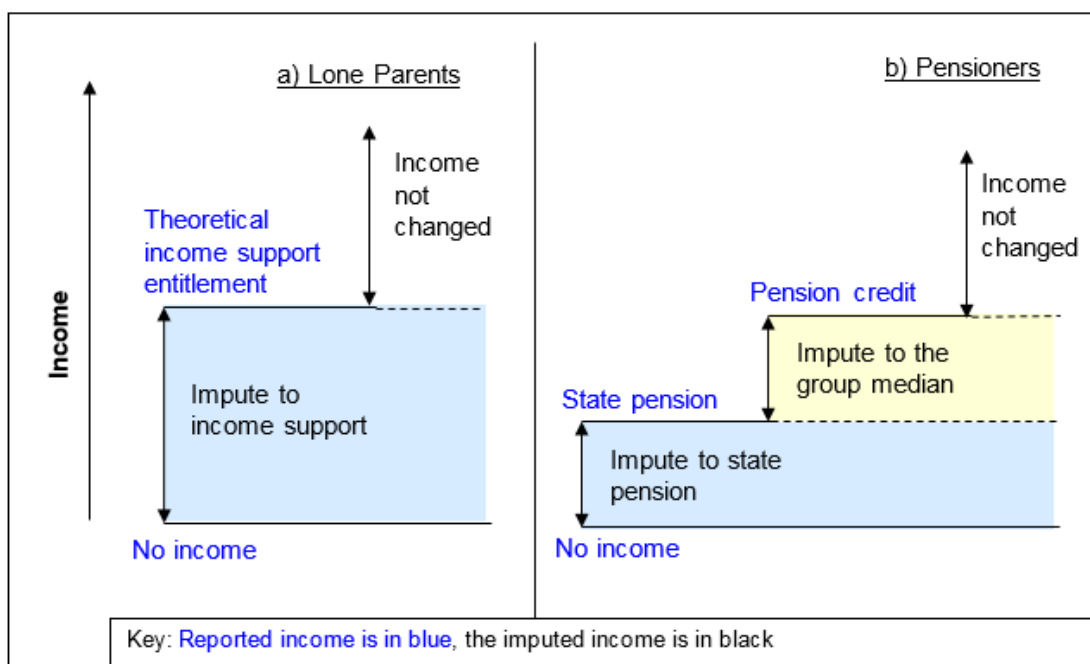 a) Lone Parents
Income
not
changed
Theoretical
income support
entitlement
Income
Impute to
income support
No income
b) Pensioners
Income
not
changed
Pension credit
Impute to the
group median
State pension
Impute to state
pension
No income
Key: Reported income is in blue, the imputed income is in black